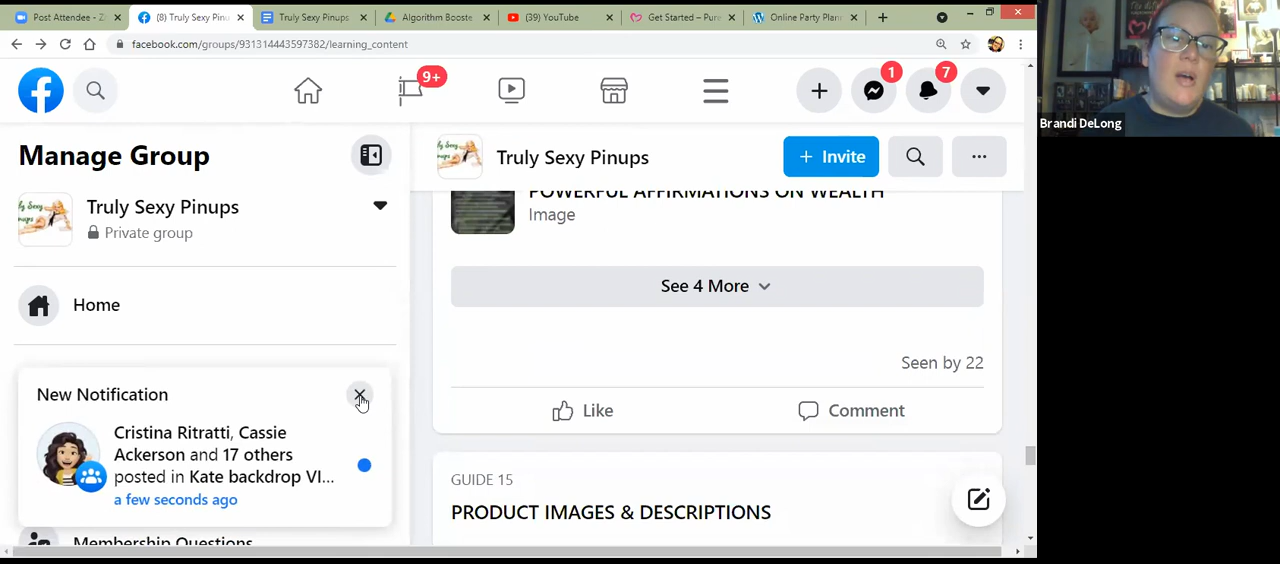 Post Attendee - Z
(8) Truly Sexy Pinu
Truly Sexy Pinups
Algorithm Booste
(39) YouTube
Get Started – Pure
Online Party Plann
facebook.com/groups/931314443597382/learning_content
9+
1
7
Manage Group
Truly Sexy Pinups
Private group
Home
New Notification
Cristina Ritratti, Cassie
Ackerson and 17 others
posted in Kate backdrop VI...
a few seconds ago
Membership Questions
Truly Sexy Pinups
+ Invite
POWERFUL AFFIRMATIONS ON WEALTH
Image
See 4 More
Seen by 22
Like
Comment
GUIDE 15
PRODUCT IMAGES & DESCRIPTIONS
Brandi DeLong